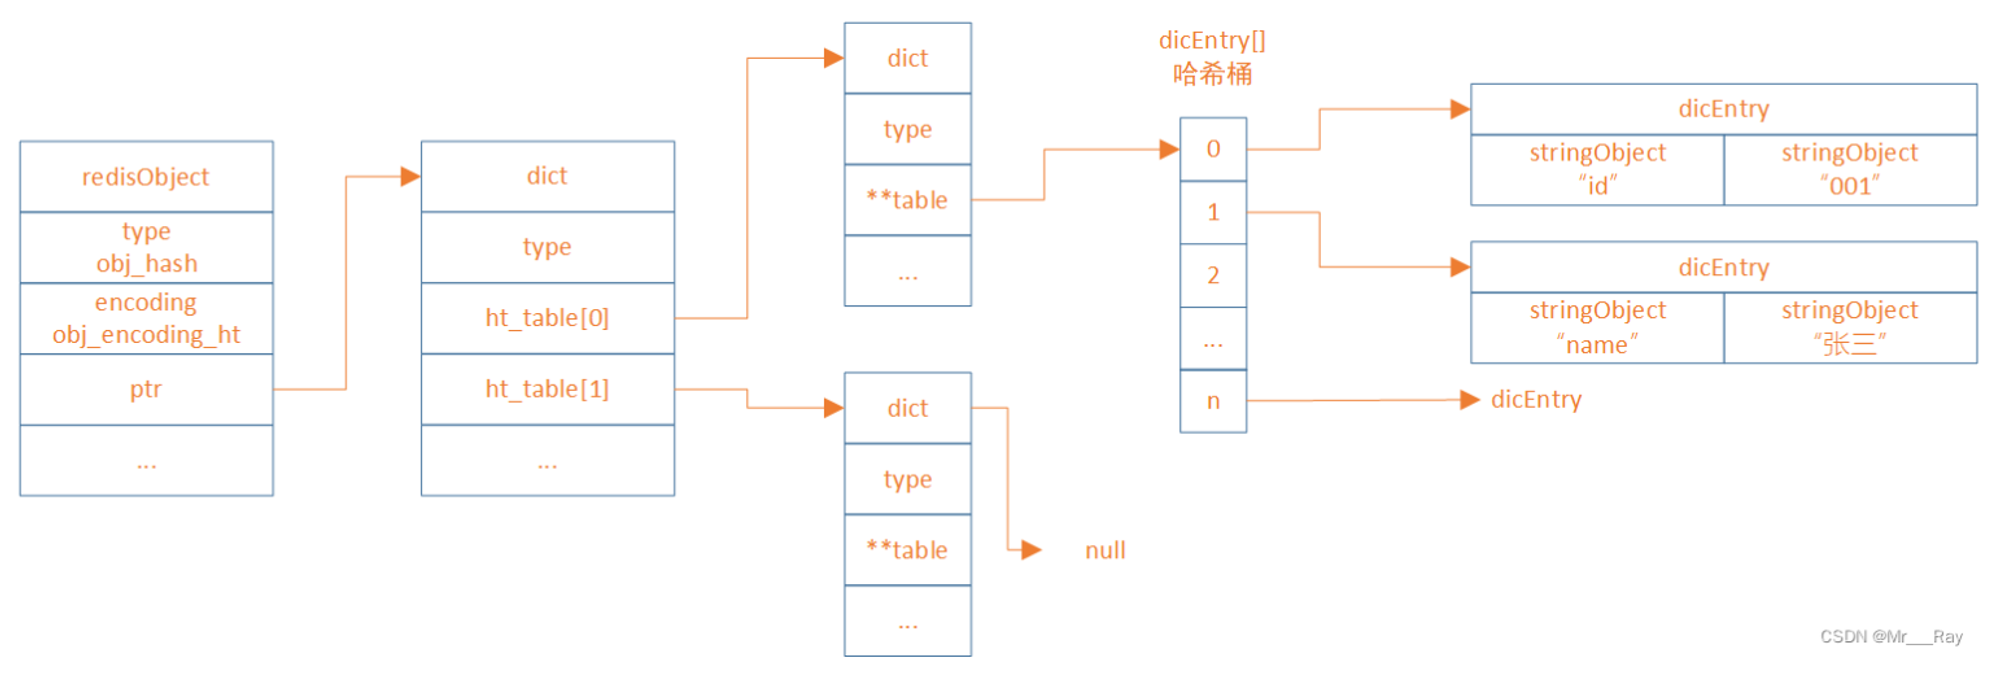 redisObject
type
obj_hash
encoding
obj_encoding_ht
ptr
...
dict
type
ht_table[0]
ht_table[1]
...
dict
type
**table
...
dict
type
**table
...
null
dicEntry[]
哈希桶
0
1
2
...
n
dicEntry
stringObject
“id”
stringObject
“001”
dicEntry
stringObject
“name”
stringObject
“张三”
dicEntry
CSDN @Mr___Ray